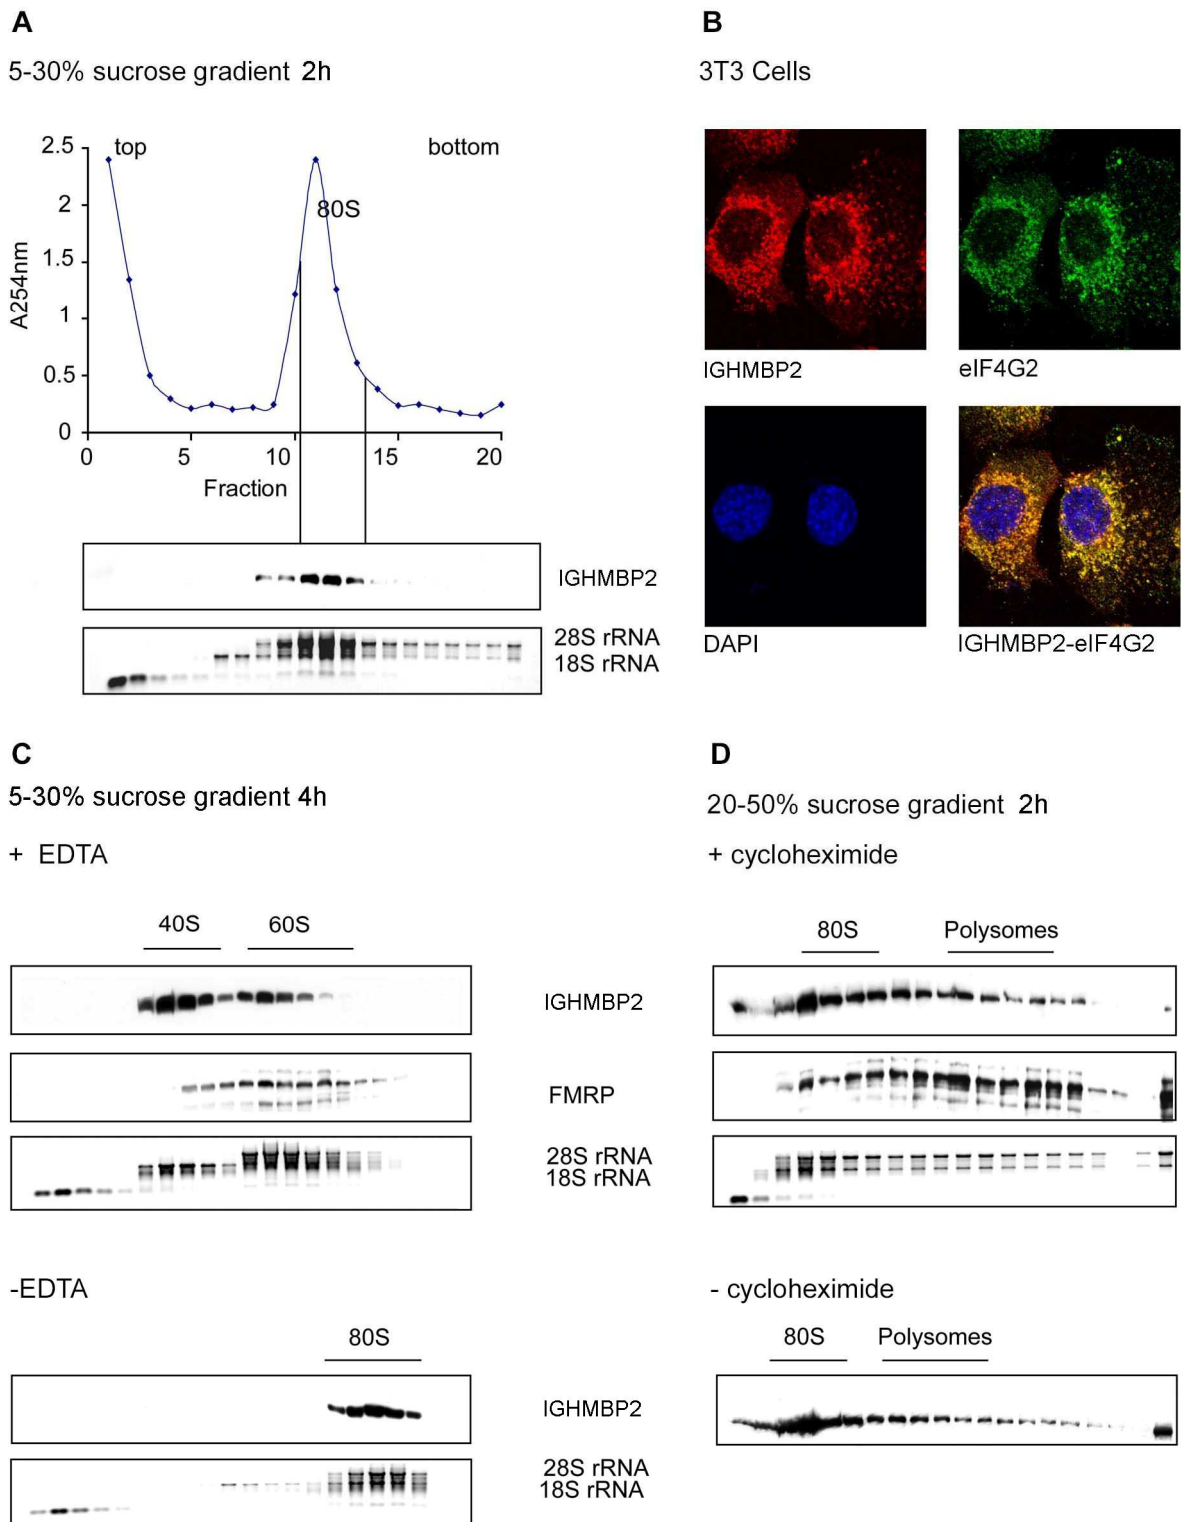 A
5-30% sucrose gradient 2h
2.5
2
1.5
1
0.5
0
A254nm
top
bottom
80S
0
5
10
15
20
Fraction
IGHMBP2
28S rRNA
18S rRNA
B
3T3 Cells
IGHMBP2
eIF4G2
DAPI
IGHMBP2-eIF4G2
C
5-30% sucrose gradient 4h
+ EDTA
40S
60S
IGHMBP2
FMRP
28S rRNA
18S rRNA
-EDTA
80S
IGHMBP2
28S rRNA
18S rRNA
D
20-50% sucrose gradient 2h
+ cycloheximide
80S
Polysomes
- cycloheximide
80S
Polysomes